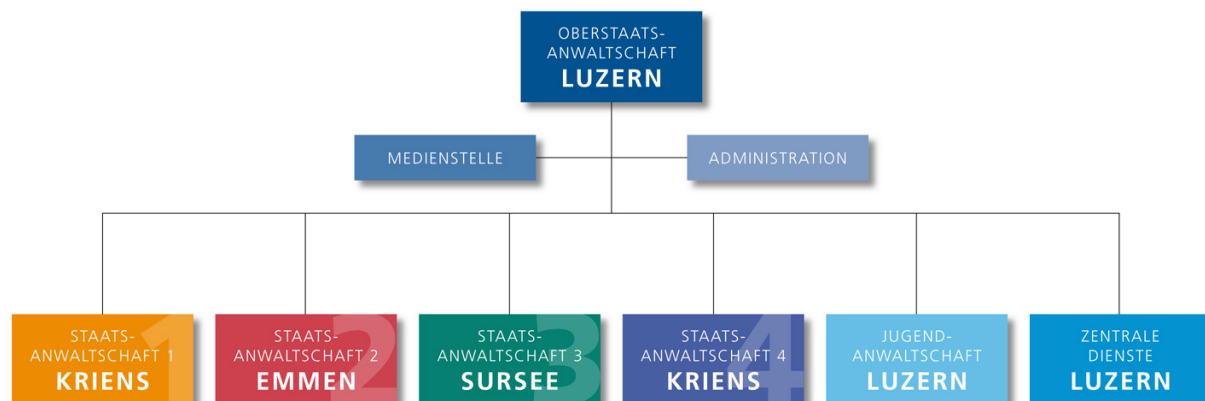 OBERSTAATS-
ANWALTSCHAFT
LUZERN
MEDIENSTELLE
ADMINISTRATION
STAATS-
ANWALTSCHAFT 1
KRIENS
1
STAATS-
ANWALTSCHAFT 2
EMMEN
2
STAATS-
ANWALTSCHAFT 3
SURSEE
3
STAATS-
ANWALTSCHAFT 4
KRIENS
4
JUGEND-
ANWALTSCHAFT
LUZERN
ZENTRALE
DIENSTE
LUZERN